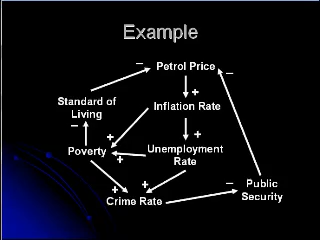 Example
– Petrol Price –
+
Standard of
Living
Inflation Rate
–
+
+
Poverty
+
Unemployment
Rate
+
+
Crime Rate
–
Public
Security